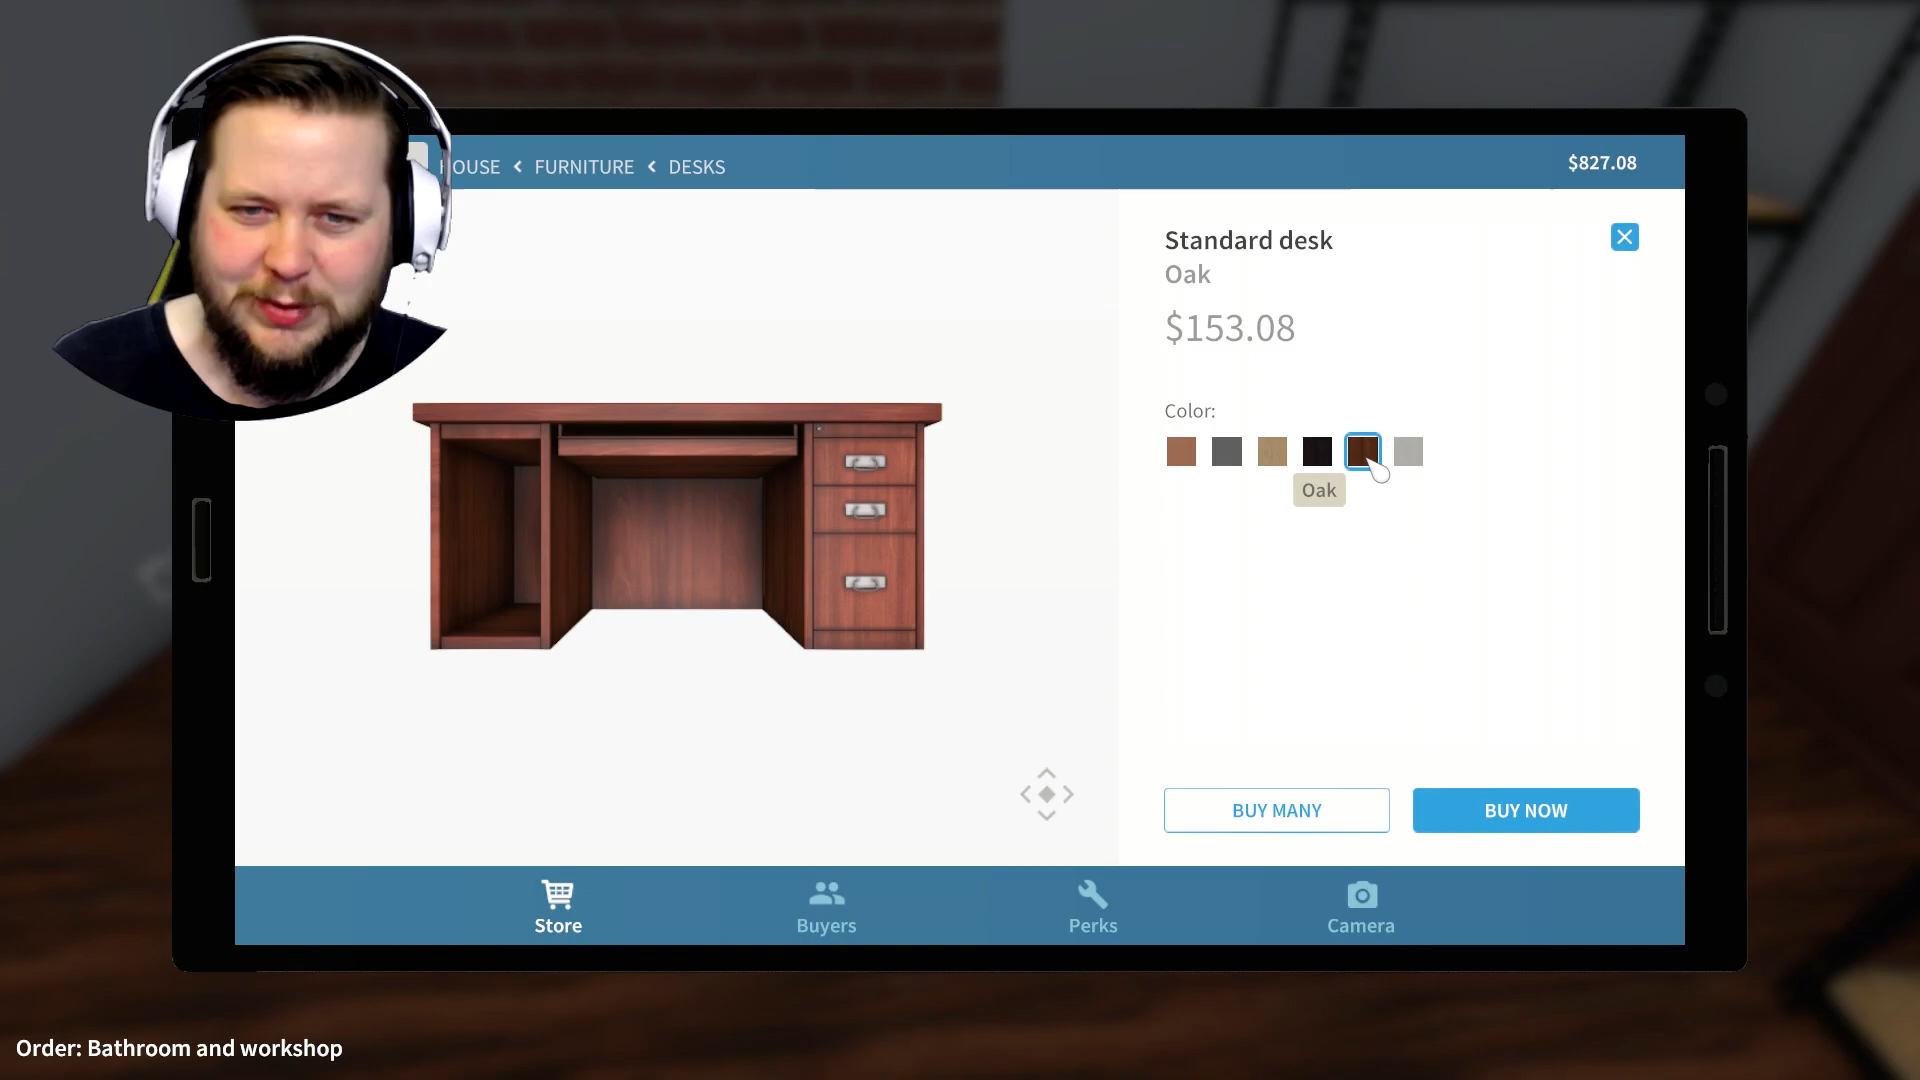 OUSE < FURNITURE < DESKS
$827.08
Standard desk
Oak
$153.08
Color:
Oak
BUY MANY
BUY NOW
Store
Buyers
Perks
Camera
Order: Bathroom and workshop